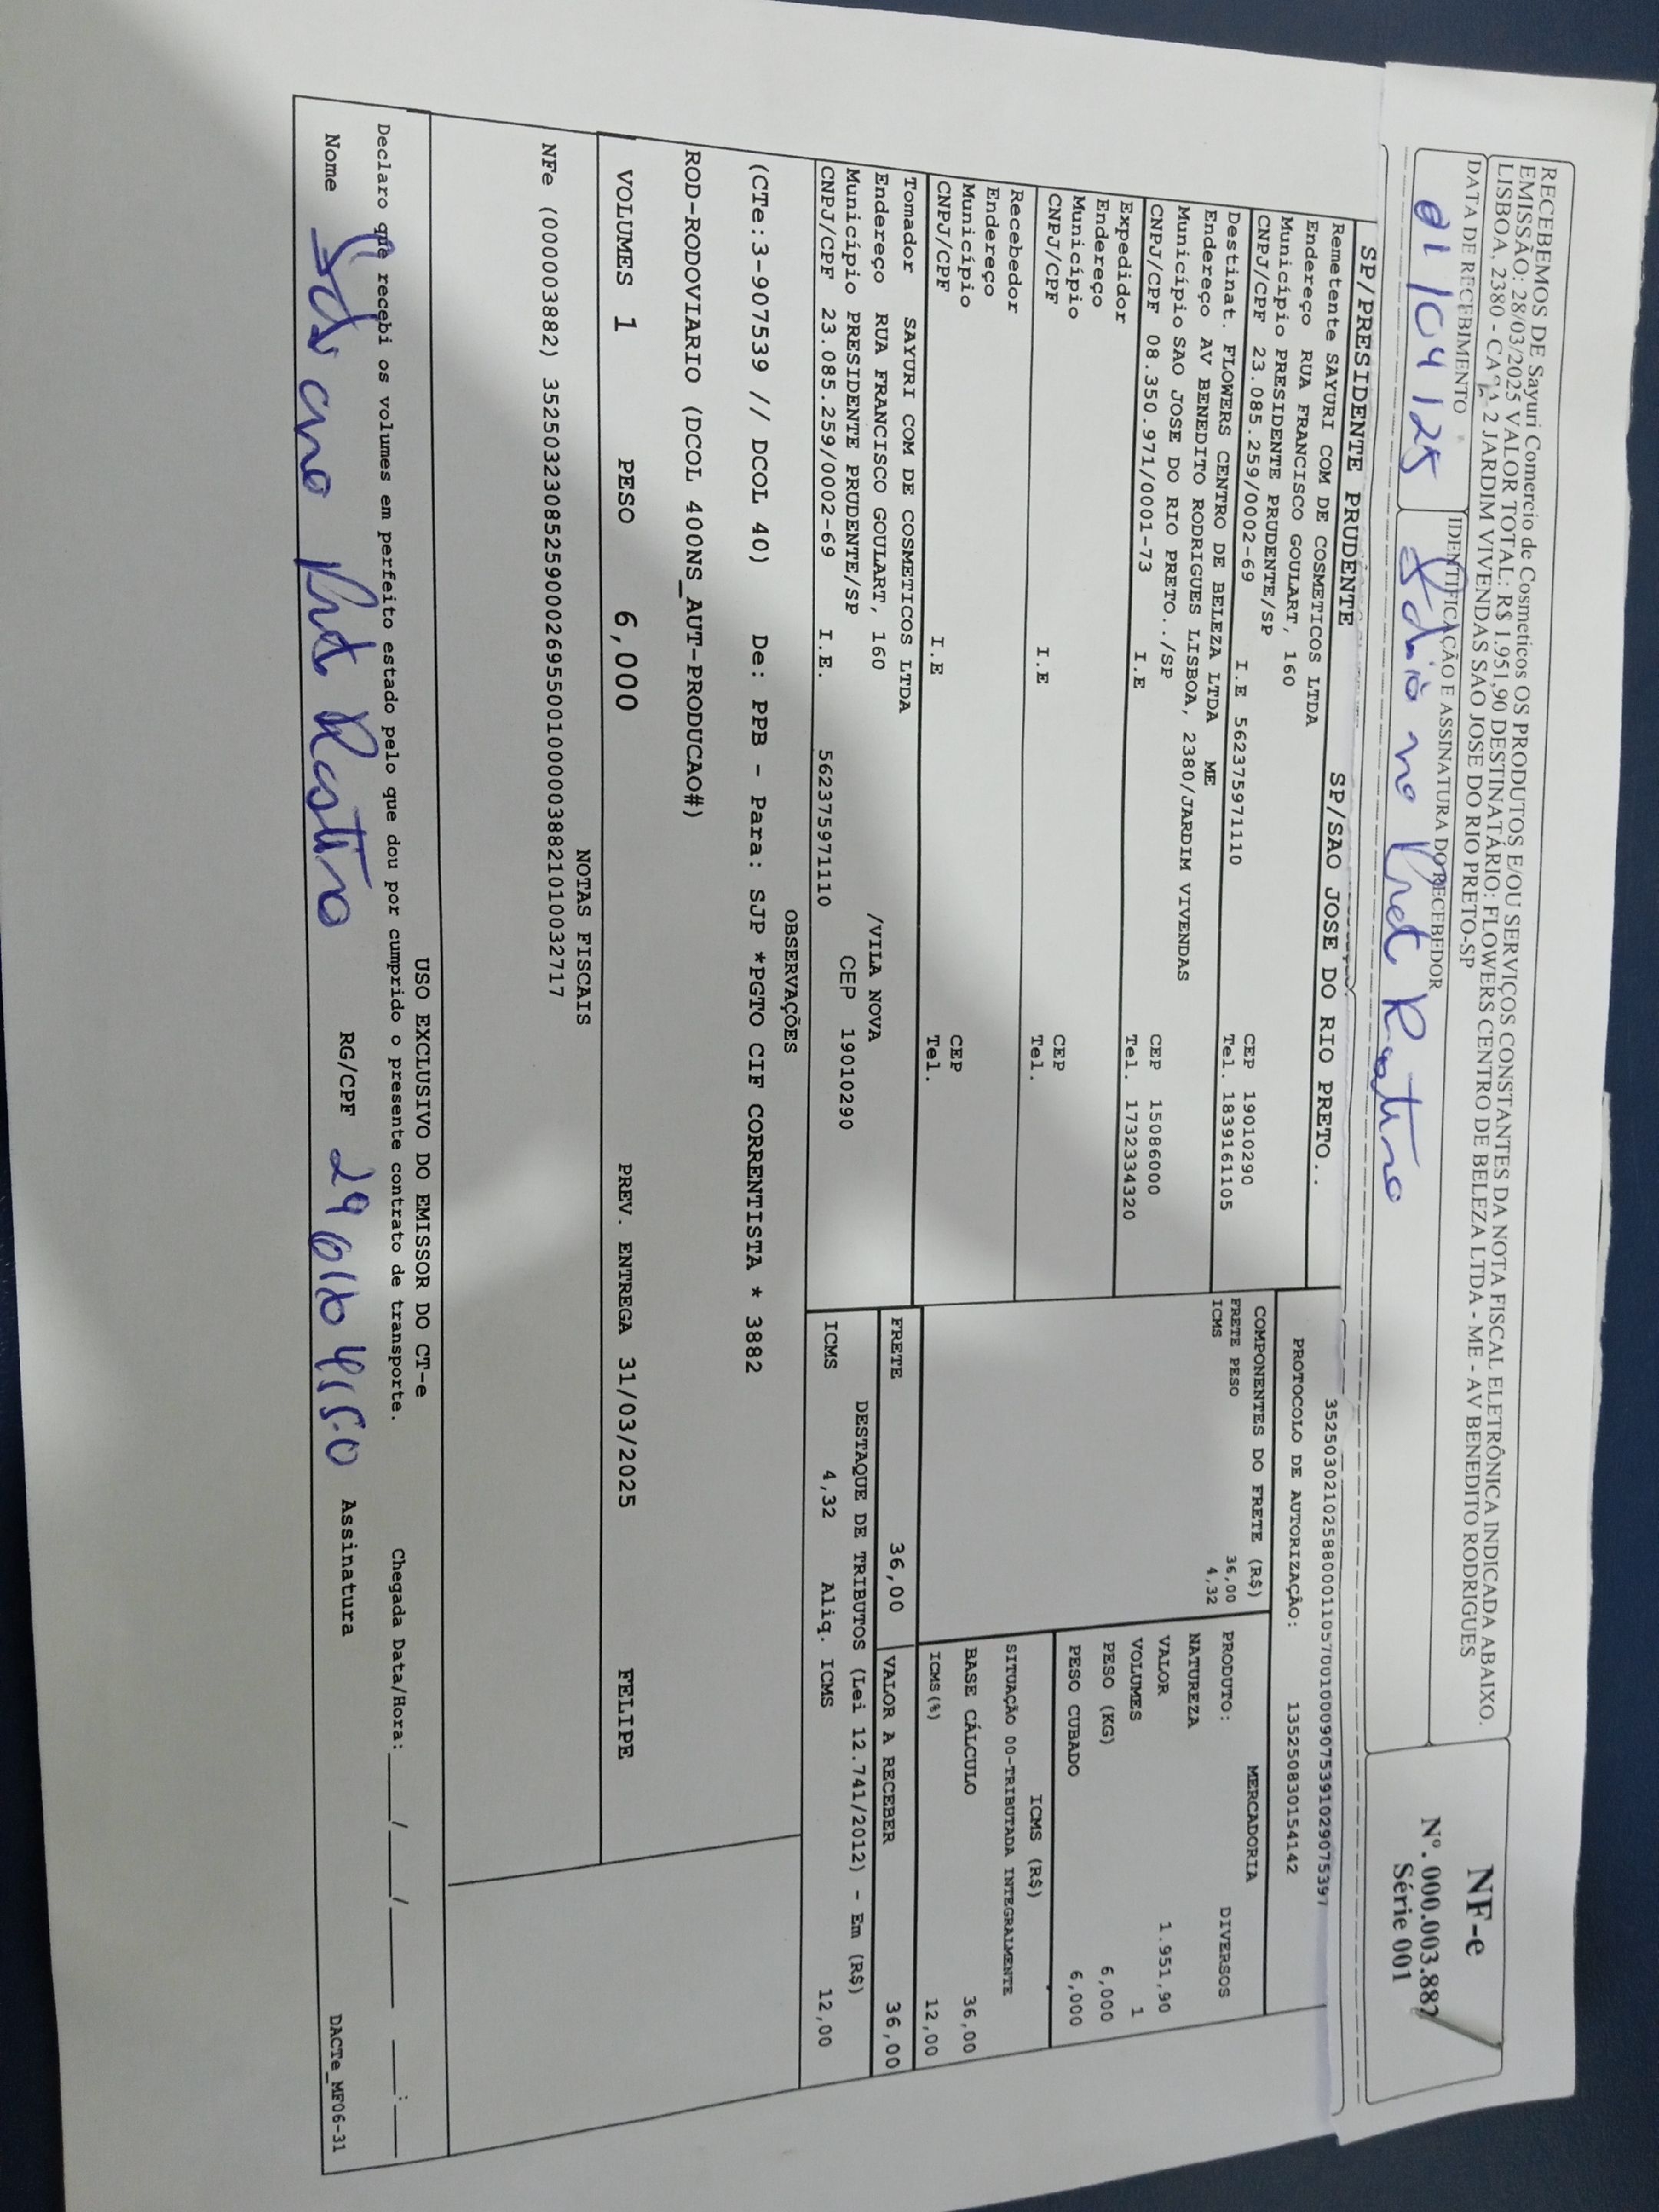 RECEBEMOS DE Sayuri Comercio de Cosmeticos OS PRODUTOS E/OU SERVIÇOS CONSTANTES DA NOTA FISCAL ELETRÔNICA INDICADA ABAIXO.
EMISSÃO: 28/03/2025 VALOR TOTAL: R$ 1.951,90 DESTINATÁRIO: FLOWERS CENTRO DE BELEZA LTDA - ME - AV BENEDITO RODRIGUES
LISBOA, 2380 - CASA 2 JARDIM VIVENDAS SAO JOSE DO RIO PRETO-SP
NF-e
Nº. 000.003.882
Série 001
DATA DE RECEBIMENTO
IDENTIFICAÇÃO E ASSINATURA DO RECEBEDOR
01/04/25
SP/PRESIDENTE PRUDENTE SP/SAO JOSE DO RIO PRETO..
35250302102588000110570010009075391029075397
PROTOCOLO DE AUTORIZAÇÃO: 135250830154142
Remetente SAYURI COM DE COSMETICOS LTDA
Endereço RUA FRANCISCO GOULART, 160
Município PRESIDENTE PRUDENTE/SP CEP 19010290
CNPJ/CPF 23.085.259/0002-69 I.E 562375971110 Tel. 1839161105
Destinat. FLOWERS CENTRO DE BELEZA LTDA ME
Endereço AV BENEDITO RODRIGUES LISBOA, 2380/JARDIM VIVENDAS
Município SAO JOSE DO RIO PRETO../SP CEP 15086000
CNPJ/CPF 08.350.971/0001-73 I.E Tel. 1732334320
Expedidor
Endereço
Município CEP
CNPJ/CPF I.E Tel.
Recebedor
Endereço
Município CEP
CNPJ/CPF I.E Tel.
Tomador SAYURI COM DE COSMETICOS LTDA
Endereço RUA FRANCISCO GOULART, 160 /VILA NOVA
Município PRESIDENTE PRUDENTE/SP CEP 19010290
CNPJ/CPF 23.085.259/0002-69 I.E. 562375971110
COMPONENTES DO FRETE (R$)
FRETE PESO 36,00
ICMS 4,32
MERCADORIA
PRODUTO: DIVERSOS
NATUREZA
VALOR 1.951,90
VOLUMES 1
PESO (KG) 6,000
PESO CUBADO 6,000
ICMS (R$)
SITUAÇÃO 00-TRIBUTADA INTEGRALMENTE
BASE CÁLCULO 36,00
ICMS(%) 12,00
FRETE 36,00 VALOR A RECEBER 36,00
DESTAQUE DE TRIBUTOS (Lei 12.741/2012) - Em (R$)
ICMS 4,32 Aliq. ICMS 12,00
OBSERVAÇÕES
(CTe:3-907539 // DCOL 40) De: PPB - Para: SJP *PGTO CIF CORRENTISTA * 3882
ROD-RODOVIARIO (DCOL 400NS_AUT-PRODUCAO#)
VOLUMES 1 PESO 6,000 PREV. ENTREGA 31/03/2025 FELIPE
NOTAS FISCAIS
NFe (000003882) 35250323085259000269550010000038821010032717
USO EXCLUSIVO DO EMISSOR DO CT-e
Declaro que recebi os volumes em perfeito estado pelo que dou por cumprido o presente contrato de transporte. Chegada Data/Hora:____/____/______ ___:___
Nome RG/CPF Assinatura
DACTe_MF06-31